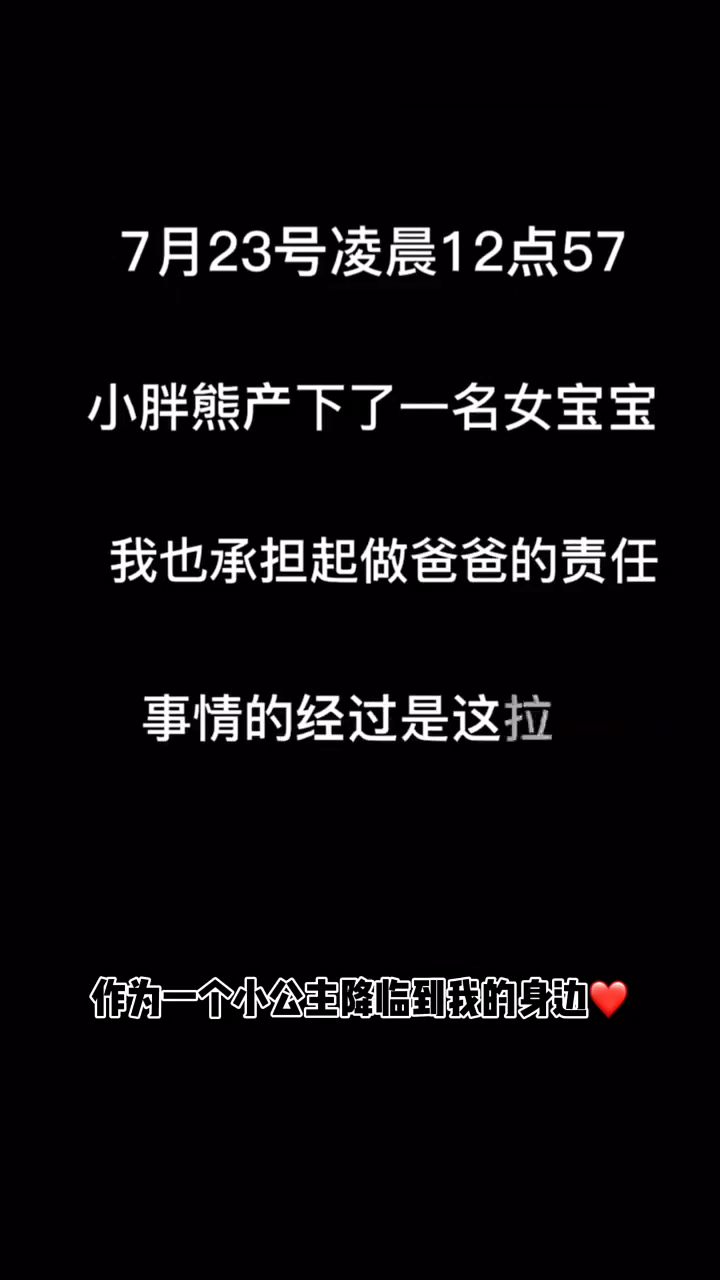 7月23号凌晨12点57
小胖熊产下了一名女宝宝
我也承担起做爸爸的责任
事情的经过是这拉
作为一个小公主降临到我的身边❤️